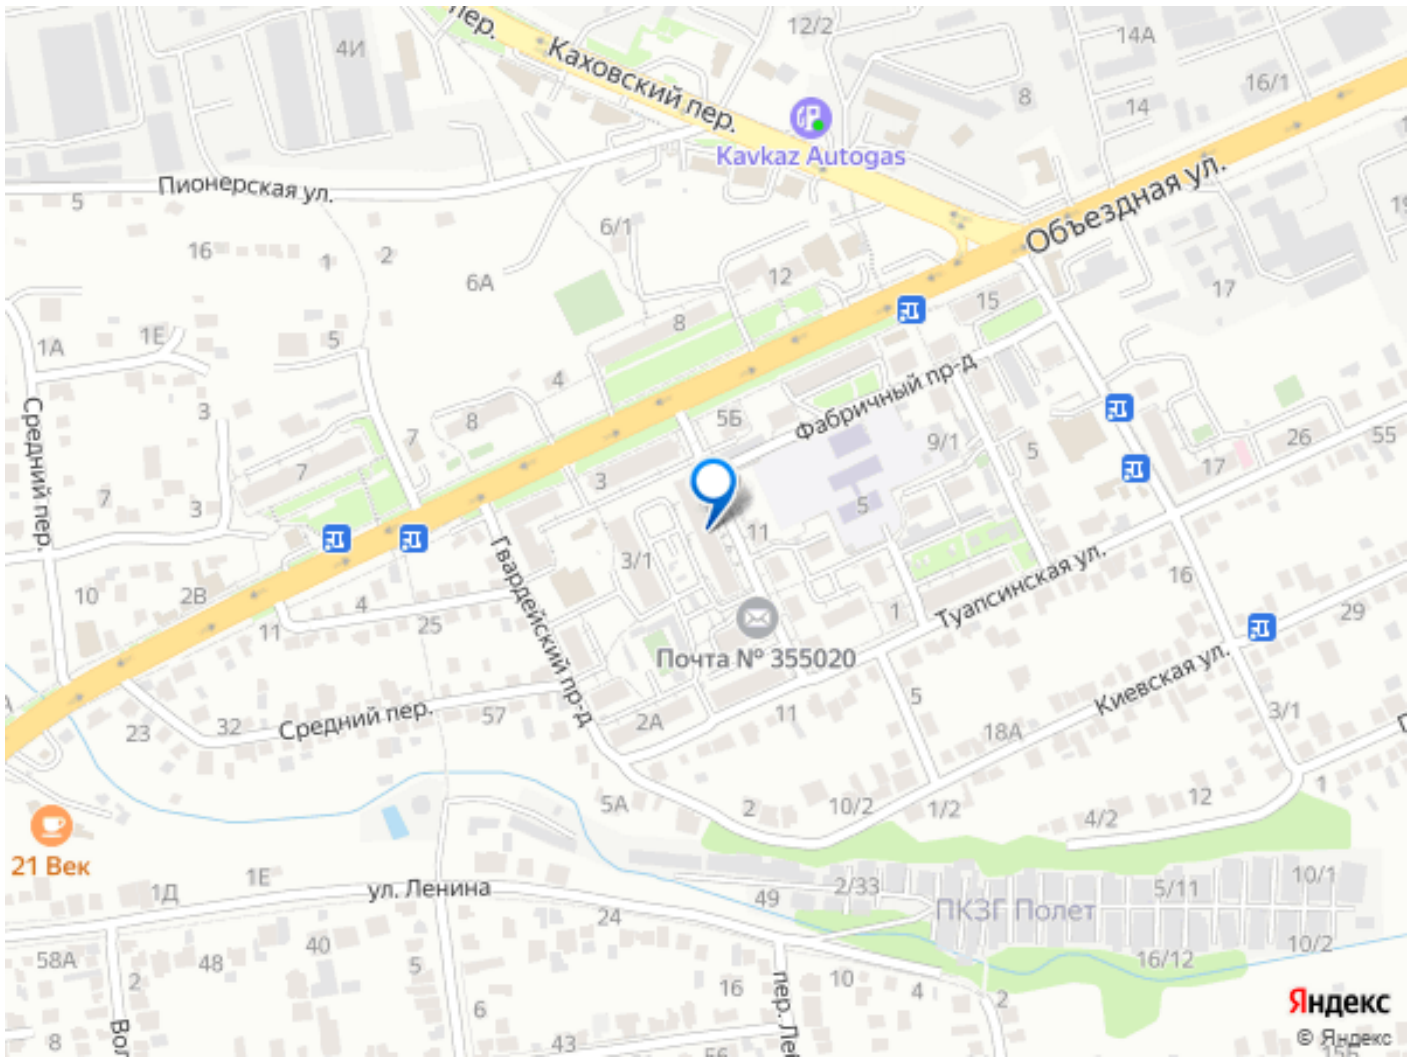 пер.
4И
12/2
14А
16/1
8
14
Каховский пер.
Kavkaz Autogas
Пионерская ул.
5
Объездная ул.
6/1
16
1
2
6А
12
17
15
8
1А
1Е
5
4
3
7
8
5Б
Фабричный пр-д
9/1
5
26
55
17
Средний пер.
7
3
7
3
11
5
3/1
Гвардейский пр-д
10
2В
4
11
25
Туапсинская ул.
16
1
29
Почта № 355020
Киевская ул.
5
Средний пер.
57
32
23
2А
11
18А
3/1
5А
2
10/2
1/2
4/2
12
1
21 Век
1Д
1Е
ул. Ленина
24
49
2/33
ПКЗГ Полет
5/11
10/1
10/2
16/12
58А
2
48
40
5
6
16
10
4
2
8
43
Яндекс
© Яндекс